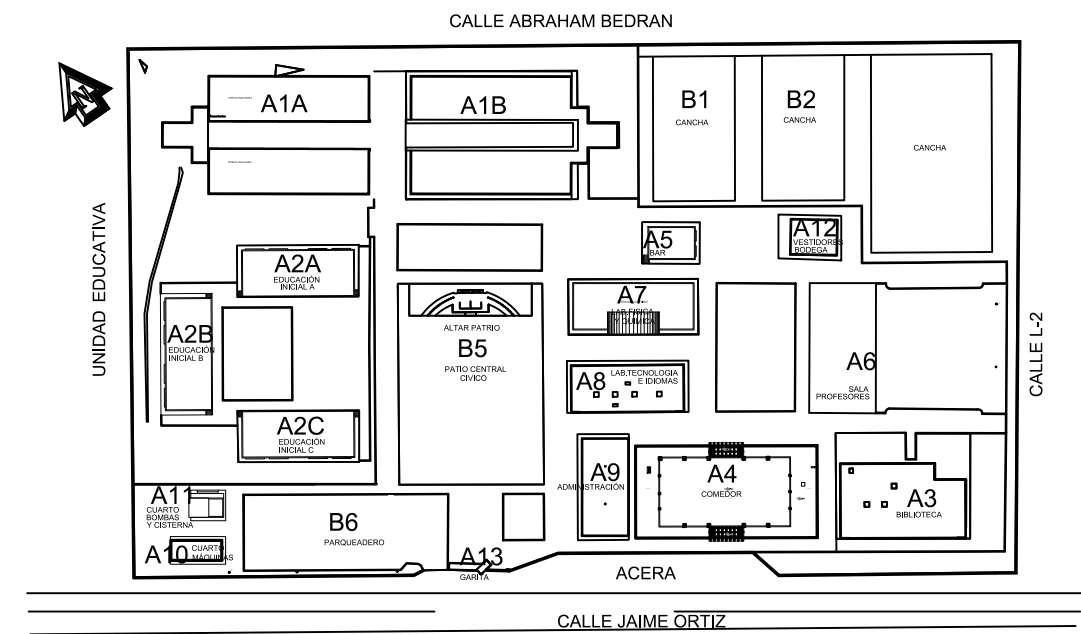 CALLE ABRAHAM BEDRAN
N
A1A
A1B
B1
CANCHA
B2
CANCHA
CANCHA
UNIDAD EDUCATIVA
A5
BAR
A12
VESTIDORES
BODEGA
A2A
EDUCACIÓN
INICIAL A
A7
LAB. FISICA
Y QUIMICA
ALTAR PATRIO
B5
PATIO CENTRAL
CIVICO
A2B
EDUCACIÓN
INICIAL B
A8
LAB.TECNOLOGIA
E IDIOMAS
A6
SALA
PROFESORES
CALLE L-2
A2C
EDUCACIÓN
INICIAL C
A9
ADMINISTRACIÓN
A4
COMEDOR
A3
BIBLIOTECA
A11
CUARTO
BOMBAS
Y CISTERNA
B6
PARQUEADERO
A10
CUARTO
MÁQUINAS
A13
GARITA
ACERA
CALLE JAIME ORTIZ